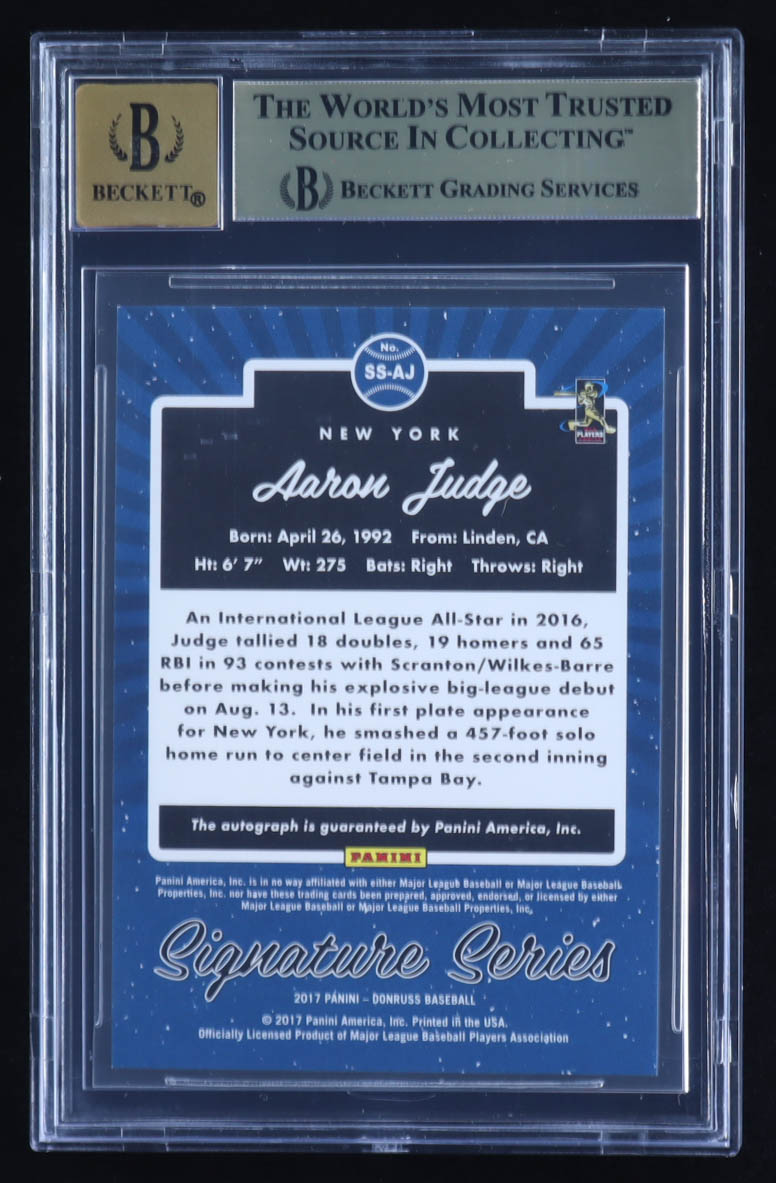 B
BECKETT®
THE WORLD'S MOST TRUSTED
SOURCE IN COLLECTING™
B BECKETT GRADING SERVICES
No.
SS-AJ
PLAYERS
NEW YORK
Aaron Judge
Born: April 26, 1992 From: Linden, CA
Ht: 6' 7" Wt: 275 Bats: Right Throws: Right
An International League All-Star in 2016,
Judge tallied 18 doubles, 19 homers and 65
RBI in 93 contests with Scranton/Wilkes-Barre
before making his explosive big-league debut
on Aug. 13. In his first plate appearance
for New York, he smashed a 457-foot solo
home run to center field in the second inning
against Tampa Bay.
The autograph is guaranteed by Panini America, Inc.
PANINI
Panini America, Inc. is in no way affiliated with either Major League Baseball or Major League Baseball
Properties, Inc. nor have these trading cards been prepared, approved, endorsed, or licensed by either
Major League Baseball or Major League Baseball Properties, Inc.
Signature Series
2017 PANINI – DONRUSS BASEBALL
© 2017 Panini America, Inc. Printed in the USA.
Officially Licensed Product of Major League Baseball Players Association